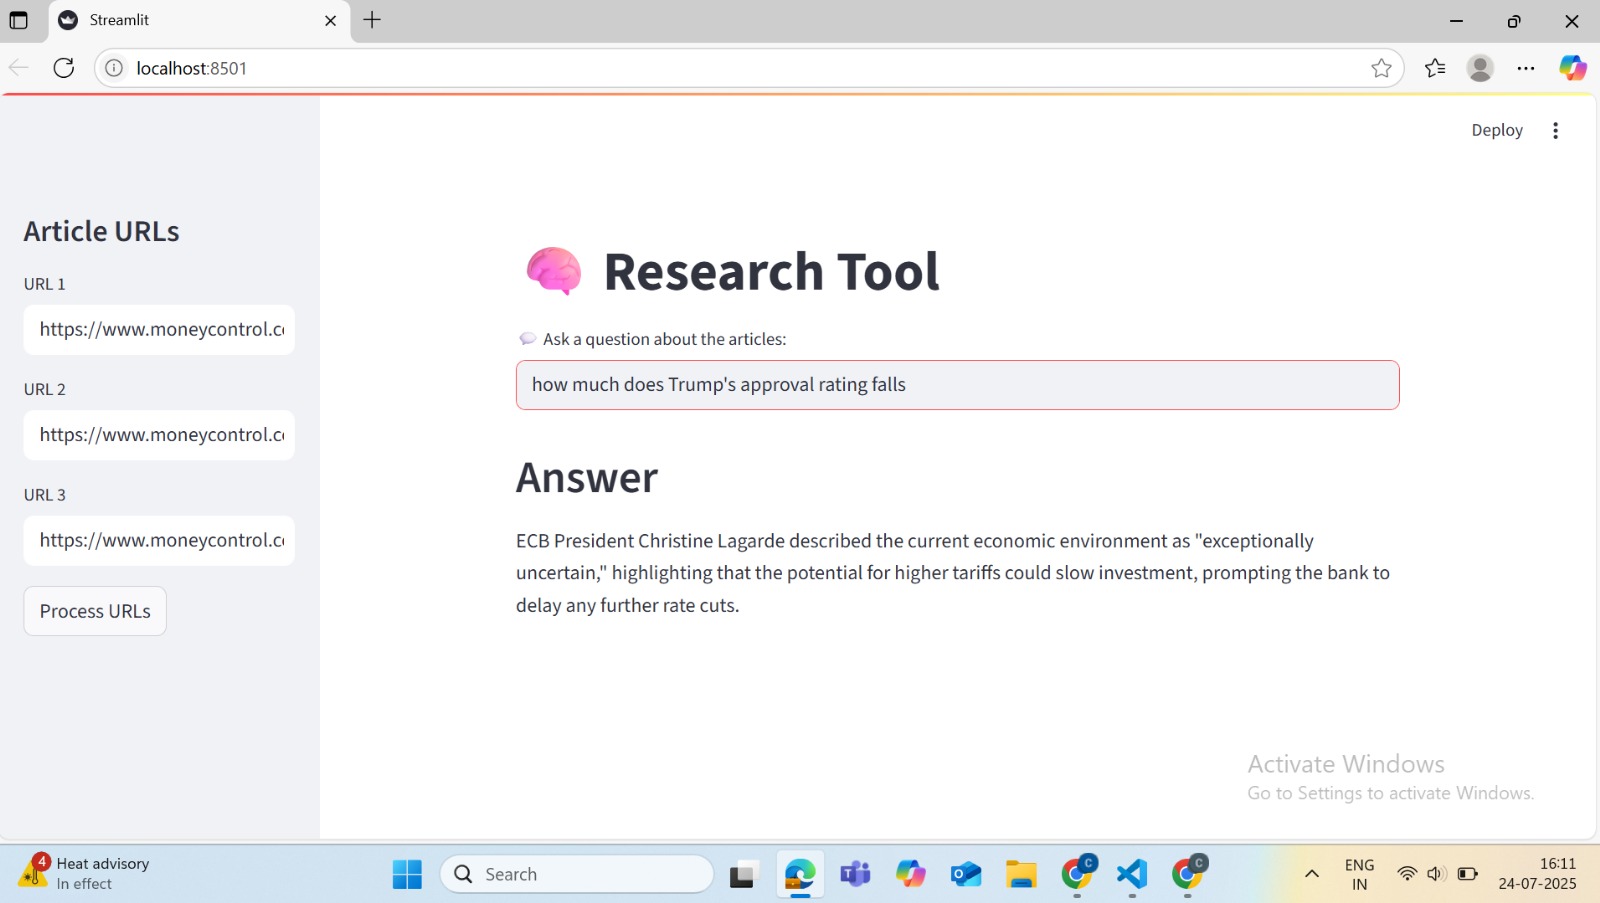 Streamlit
localhost:8501
Deploy
Article URLs
URL 1
https://www.moneycontrol.c
URL 2
https://www.moneycontrol.c
URL 3
https://www.moneycontrol.c
Process URLs
Research Tool
Ask a question about the articles:
how much does Trump's approval rating falls
Answer
ECB President Christine Lagarde described the current economic environment as "exceptionally
uncertain," highlighting that the potential for higher tariffs could slow investment, prompting the bank to
delay any further rate cuts.
Activate Windows
Go to Settings to activate Windows.
4
Heat advisory
In effect
Search
C
C
ENG
IN
16:11
24-07-2025